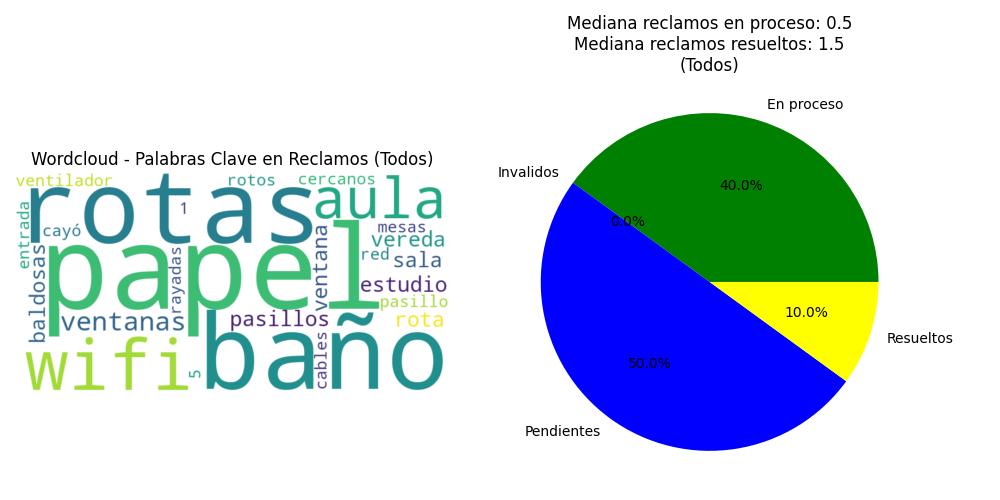 Wordcloud - Palabras Clave en Reclamos (Todos)
ventilador
rotos
cercanos
rotas
aula
1
entrada
cayó
mesas
vereda
papel
red
sala
baldosas
rayadas
ventana
estudio
pasillo
ventanas
pasillos
rota
wifi
5
baño
cables
Mediana reclamos en proceso: 0.5
Mediana reclamos resueltos: 1.5
(Todos)
En proceso
40.0%
Invalidos
0.0%
10.0%
Resueltos
50.0%
Pendientes